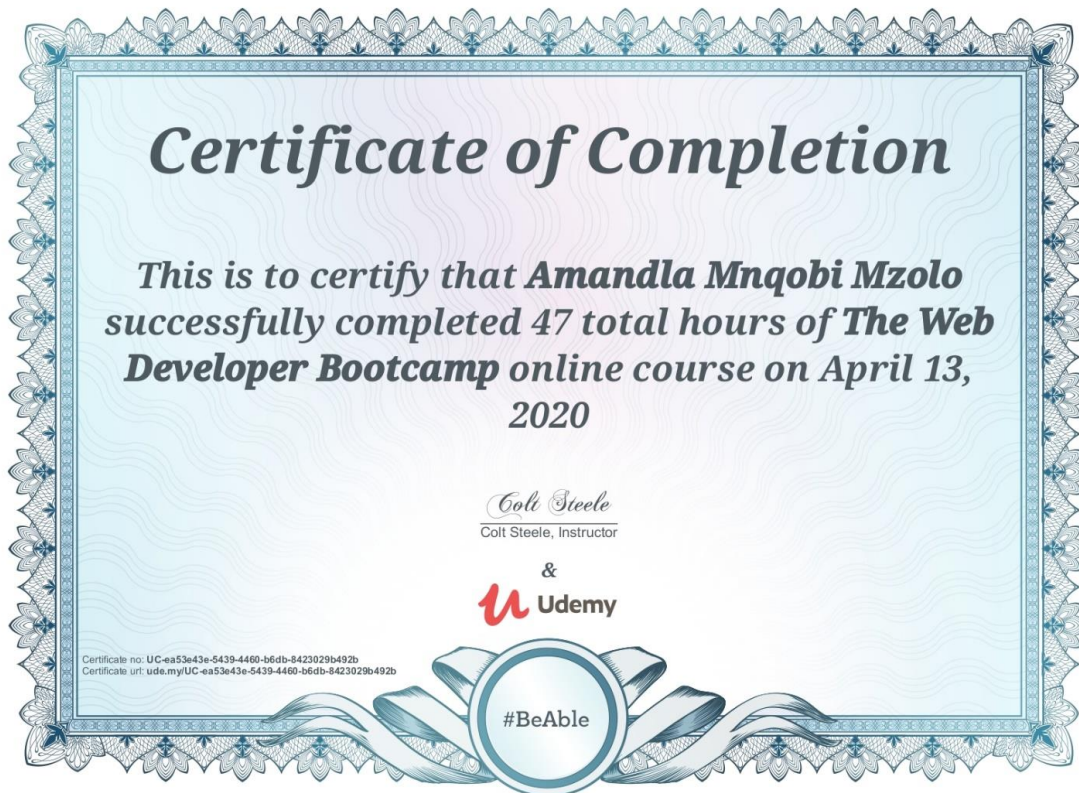 Certificate of Completion
This is to certify that Amandla Mnqobi Mzolo
successfully completed 47 total hours of The Web
Developer Bootcamp online course on April 13,
2020
Colt Steele
Colt Steele, Instructor
&
Udemy
Certificate no: UC-ea53e43e-5439-4460-b6db-8423029b492b
Certificate url: ude.my/UC-ea53e43e-5439-4460-b6db-8423029b492b
#BeAble